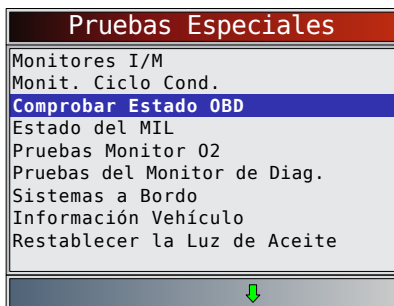 Pruebas Especiales
Monitores I/M
Monit. Ciclo Cond.
Comprobar Estado OBD
Estado del MIL
Pruebas Monitor O2
Pruebas del Monitor de Diag.
Sistemas a Bordo
Información Vehículo
Restablecer la Luz de Aceite